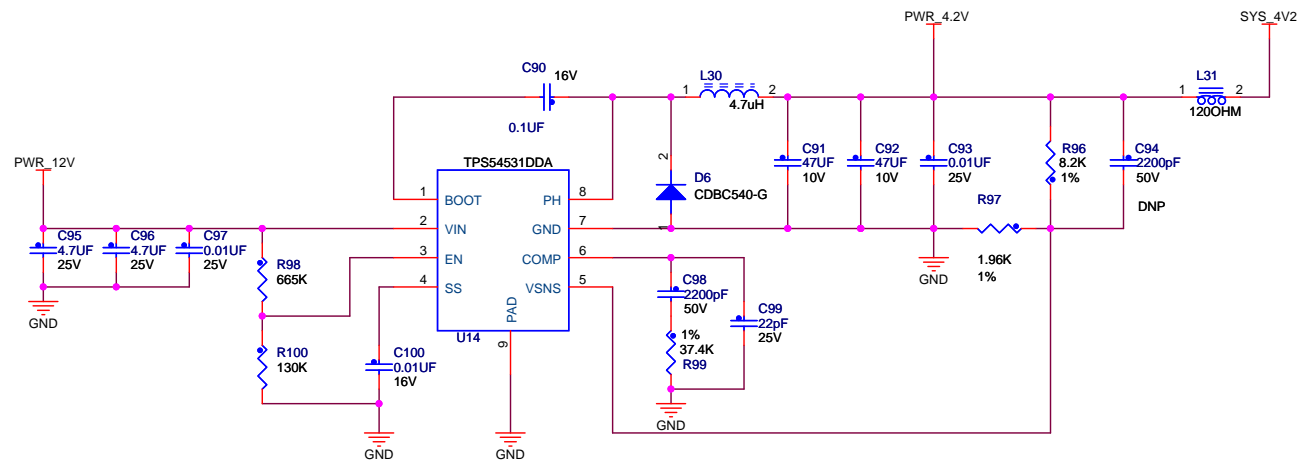 PWR_4.2V
SYS_4V2
C90
16V
0.1UF
1
L30
2
4.7uH
1
L31
2
120OHM
PWR_12V
TPS54531DDA
1
BOOT
PH
8
2
VIN
GND
7
3
EN
COMP
6
4
SS
VSNS
5
PAD
9
U14
2
D6
CDBC540-G
1
C91
47UF
10V
C92
47UF
10V
C93
0.01UF
25V
R96
8.2K
1%
C94
2200pF
50V
DNP
R97
1.96K
1%
GND
C95
4.7UF
25V
C96
4.7UF
25V
C97
0.01UF
25V
GND
R98
665K
R100
130K
C100
0.01UF
16V
GND
GND
C98
2200pF
50V
1%
37.4K
R99
C99
22pF
25V
GND